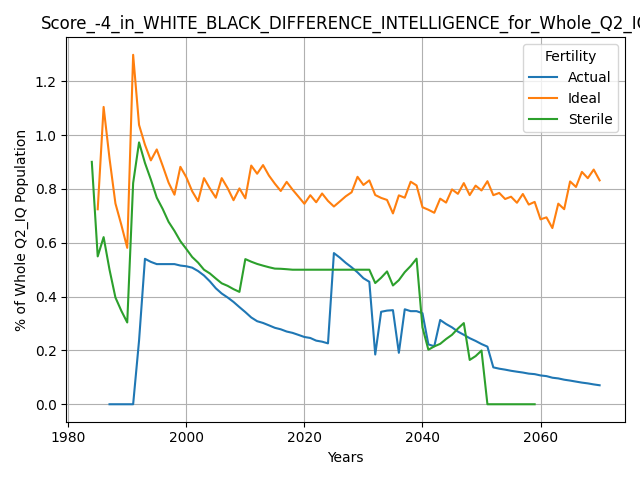 Score_-4_in_WHITE_BLACK_DIFFERENCE_INTELLIGENCE_for_Whole_Q2_IQ
Fertility
Actual
Ideal
Sterile
% of Whole Q2_IQ Population
1.2
1.0
0.8
0.6
0.4
0.2
0.0
1980 2000 2020 2040 2060
Years